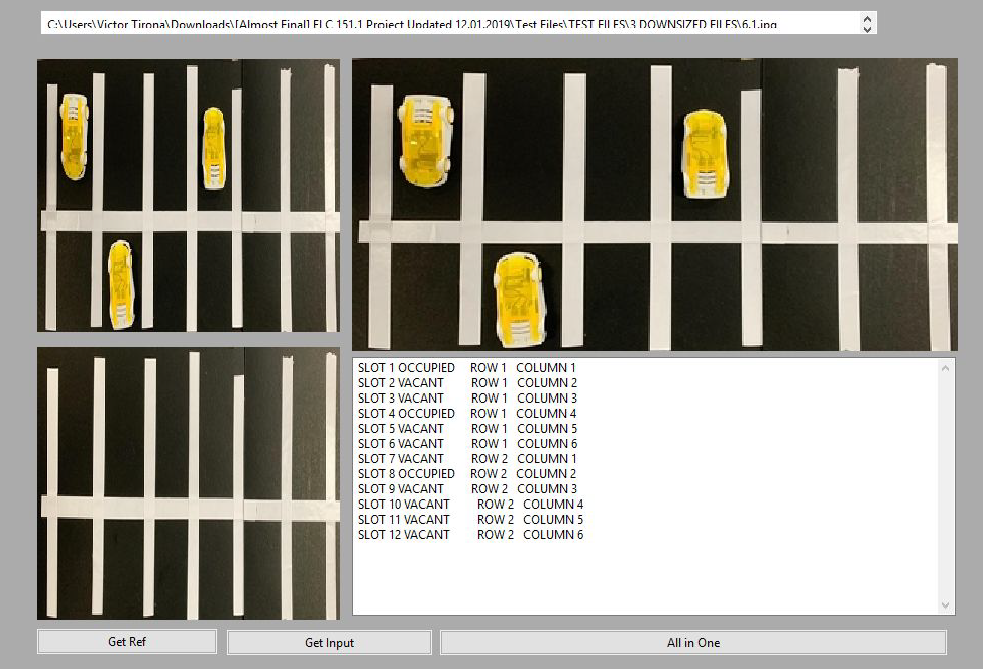 C:\Users\Victor Tirona\Downloads\[Almost Final] ELC 151.1 Project Updated 12.01.2019\Test Files\TEST FILES\3 DOWNSIZED FILES\6.1.jpg
SLOT 1 OCCUPIED ROW 1 COLUMN 1
SLOT 2 VACANT ROW 1 COLUMN 2
SLOT 3 VACANT ROW 1 COLUMN 3
SLOT 4 OCCUPIED ROW 1 COLUMN 4
SLOT 5 VACANT ROW 1 COLUMN 5
SLOT 6 VACANT ROW 1 COLUMN 6
SLOT 7 VACANT ROW 2 COLUMN 1
SLOT 8 OCCUPIED ROW 2 COLUMN 2
SLOT 9 VACANT ROW 2 COLUMN 3
SLOT 10 VACANT ROW 2 COLUMN 4
SLOT 11 VACANT ROW 2 COLUMN 5
SLOT 12 VACANT ROW 2 COLUMN 6
Get Ref
Get Input
All in One